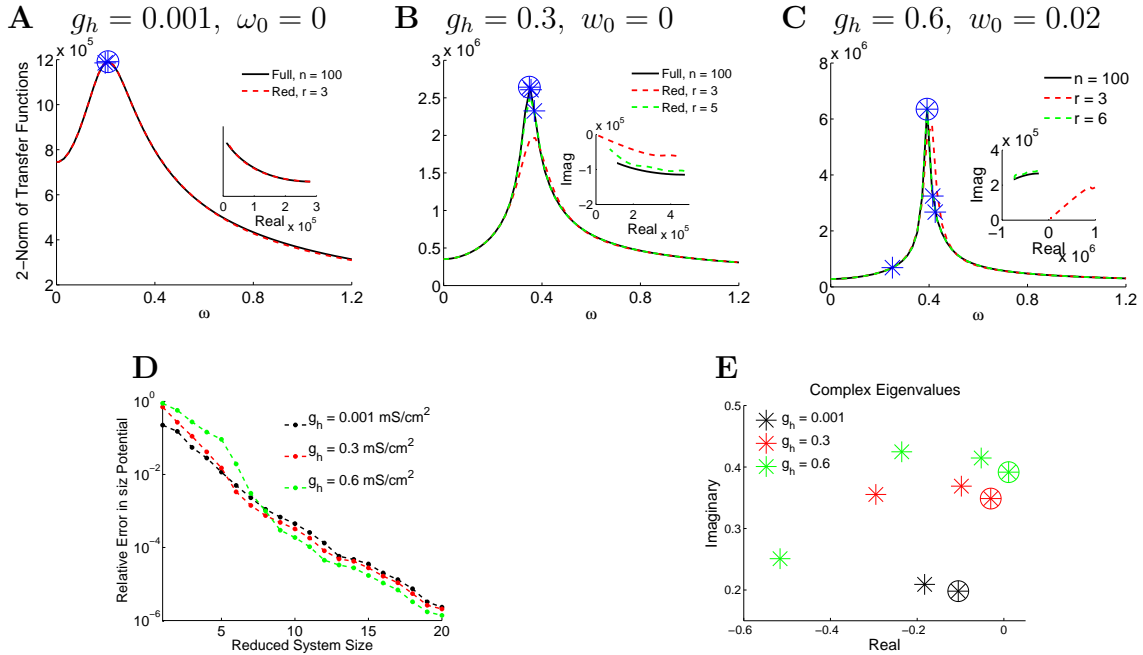 A g_h = 0.001, ω_0 = 0
B g_h = 0.3, w_0 = 0
C g_h = 0.6, w_0 = 0.02
x 10^5
12
10
8
6
4
2
0 0.4 0.8 1.2
ω
2−Norm of Transfer Functions
Full, n = 100
Red, r = 3
0 1 2 3
Real x 10^5
x 10^6
3
2.5
2
1.5
1
0.5
0
0 0.4 0.8 1.2
ω
Full, n = 100
Red, r = 3
Red, r = 5
x 10^5
0
−1
−2
Imag
0 2 4
Real x 10^5
x 10^6
8
6
4
2
0
0 0.4 0.8 1.2
ω
n = 100
r = 3
r = 6
x 10^5
4
2
0
Imag
−1 0 1
Real
x 10^6
D
10^0
10^−2
10^−4
10^−6
Relative Error in siz Potential
5 10 15 20
Reduced System Size
g_h = 0.001 mS/cm^2
g_h = 0.3 mS/cm^2
g_h = 0.6 mS/cm^2
E
Complex Eigenvalues
0.5
0.4
0.3
0.2
Imaginary
−0.6 −0.4 −0.2 0
Real
g_h = 0.001
g_h = 0.3
g_h = 0.6